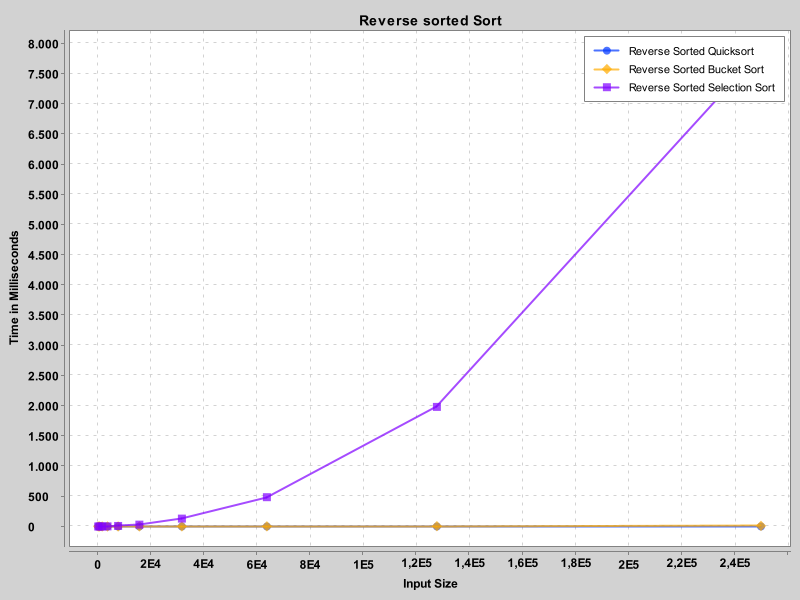 Reverse sorted Sort
Reverse Sorted Quicksort
Reverse Sorted Bucket Sort
Reverse Sorted Selection Sort
Time in Milliseconds
8.000
7.500
7.000
6.500
6.000
5.500
5.000
4.500
4.000
3.500
3.000
2.500
2.000
1.500
1.000
500
0
0 2E4 4E4 6E4 8E4 1E5 1,2E5 1,4E5 1,6E5 1,8E5 2E5 2,2E5 2,4E5
Input Size